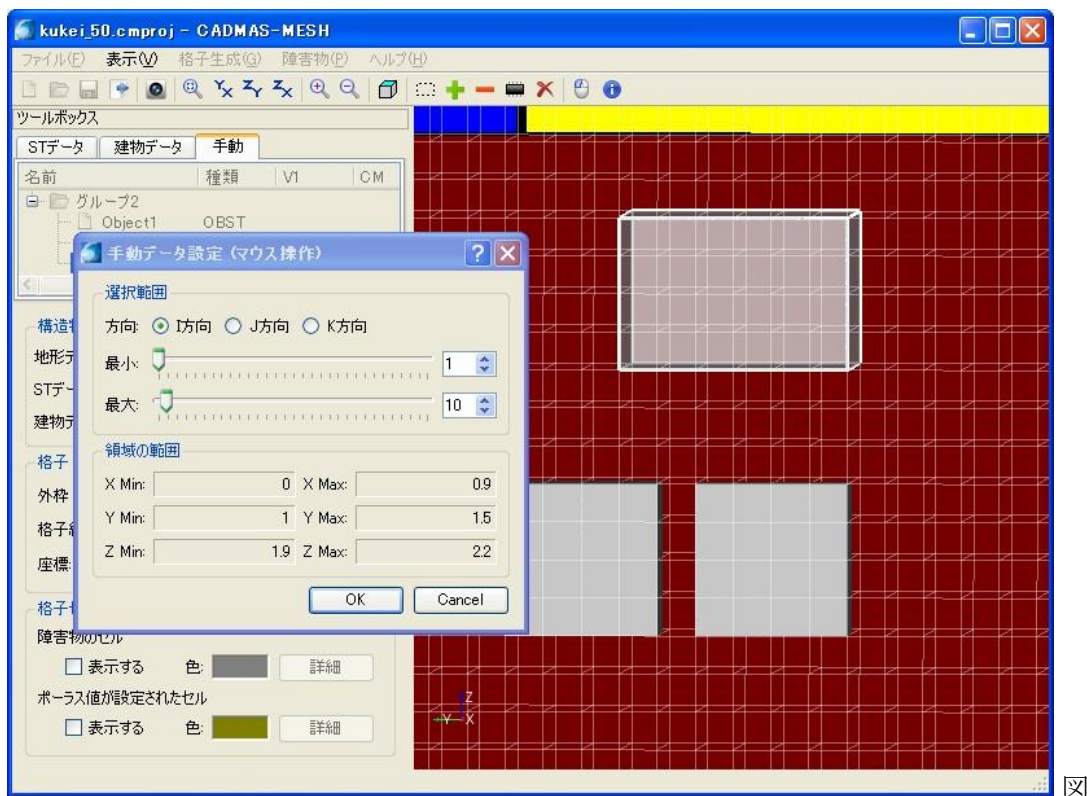 kukei_50.cmproj - CADMAS-MESH
ファイル(F) 表示(V) 格子生成(G) 障害物(P) ヘルプ(H)
ツールボックス
STデータ 建物データ 手動
名前 種類 V1 CM
グループ2
Object1 OBST
手動データ設定 (マウス操作)
選択範囲
方向: I方向 J方向 K方向
最小: 1
最大: 10
領域の範囲
X Min: 0 X Max: 0.9
Y Min: 1 Y Max: 1.5
Z Min: 1.9 Z Max: 2.2
OK Cancel
構造
地形デ
STデー
建物デ
格子
外枠
格子
座標:
格子
障害物のセル
表示する 色: 詳細
ポーラス値が設定されたセル
表示する 色: 詳細
Z
Y X
図